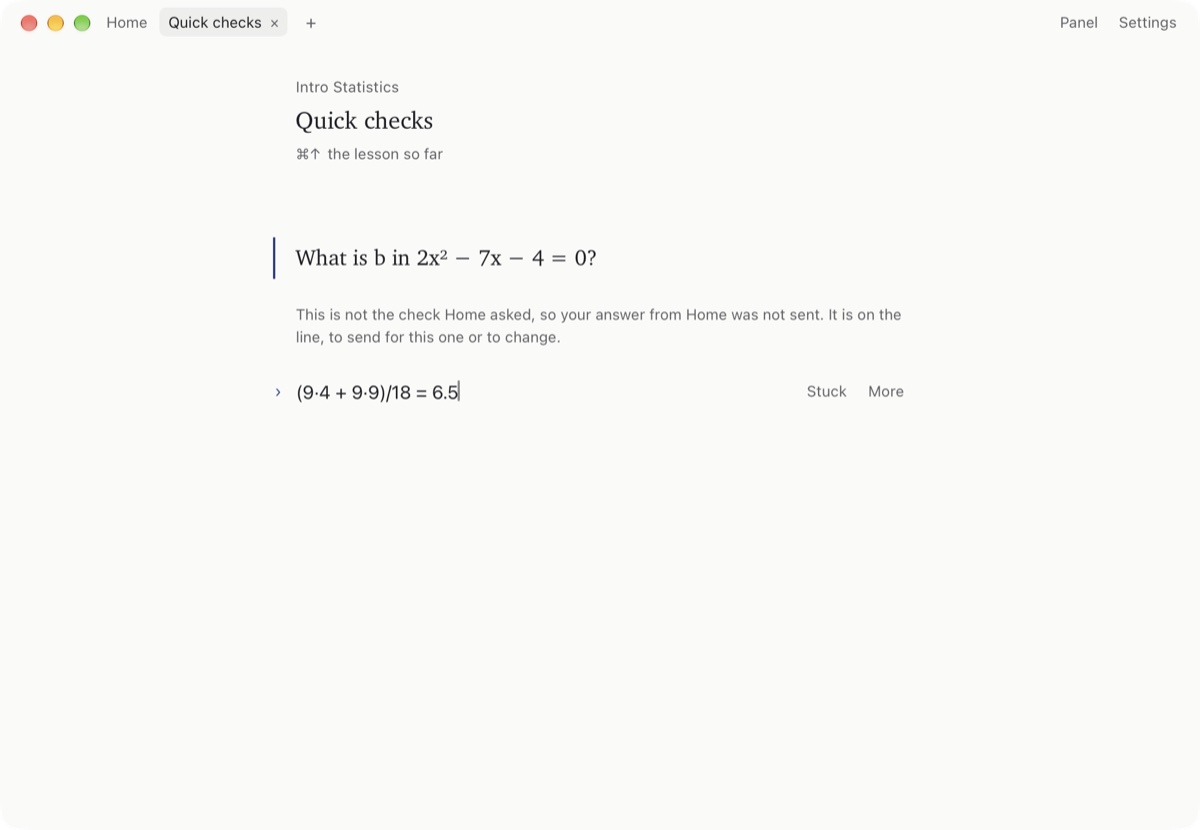 Home Quick checks × + Panel Settings
Intro Statistics
Quick checks
⌘↑ the lesson so far
What is b in 2x² − 7x − 4 = 0?
This is not the check Home asked, so your answer from Home was not sent. It is on the
line, to send for this one or to change.
› (9·4 + 9·9)/18 = 6.5 Stuck More